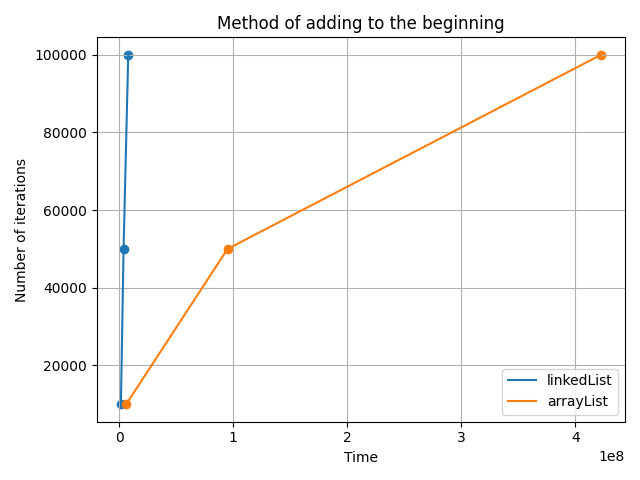 Method of adding to the beginning
100000
80000
60000
40000
20000
Number of iterations
0 1 2 3 4
1e8
Time
linkedList
arrayList